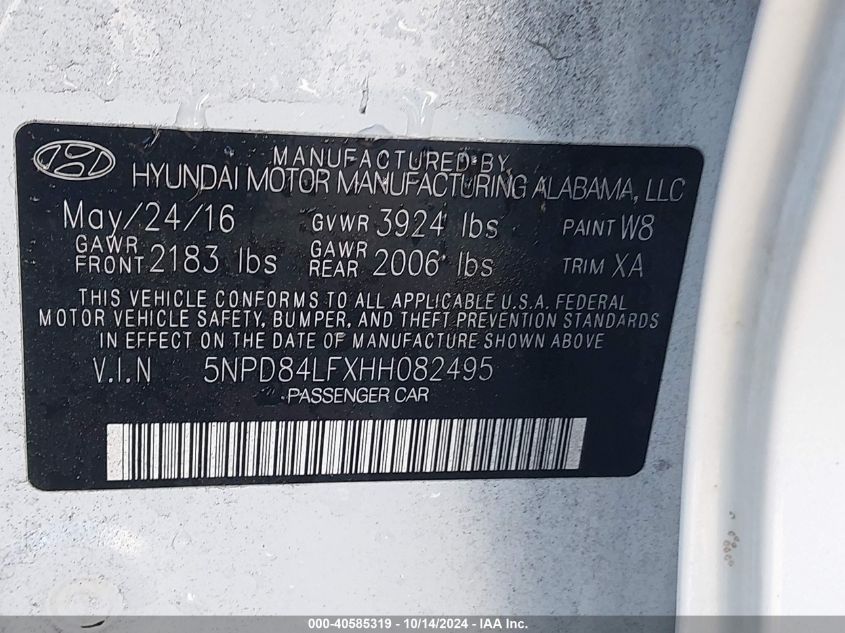 MANUFACTURED BY
HYUNDAI MOTOR MANUFACTURING ALABAMA, LLC
May/24/16 GVWR 3924 lbs PAINT W8
GAWR FRONT 2183 lbs GAWR REAR 2006 lbs TRIM XA
THIS VEHICLE CONFORMS TO ALL APPLICABLE U.S.A. FEDERAL
MOTOR VEHICLE SAFETY, BUMPER, AND THEFT PREVENTION STANDARDS
IN EFFECT ON THE DATE OF MANUFACTURE SHOWN ABOVE
V.I.N 5NPD84LFXHH082495
PASSENGER CAR
000-40585319 - 10/14/2024 - IAA Inc.